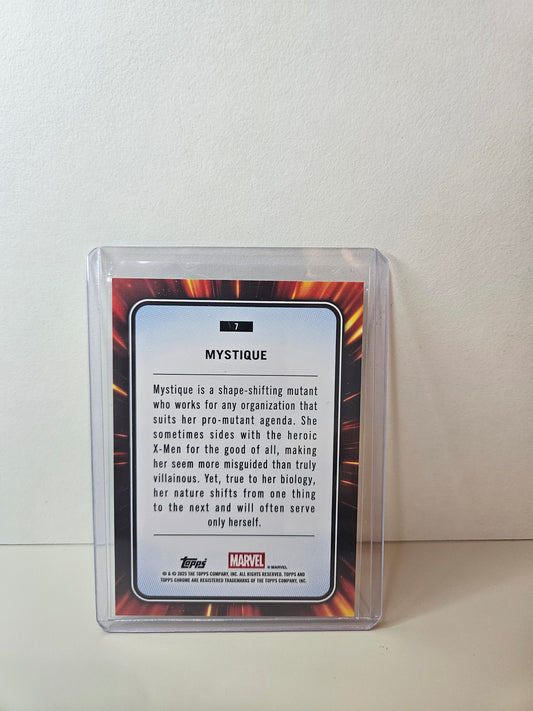 7
MYSTIQUE
Mystique is a shape-shifting mutant
who works for any organization that
suits her pro-mutant agenda. She
sometimes sides with the heroic
X-Men for the good of all, making
her seem more misguided than truly
villainous. Yet, true to her biology,
her nature shifts from one thing
to the next and will often serve
only herself.
Topps MARVEL © MARVEL
® & © 2025 THE TOPPS COMPANY, INC. ALL RIGHTS RESERVED. TOPPS AND
TOPPS CHROME ARE REGISTERED TRADEMARKS OF THE TOPPS COMPANY, INC.